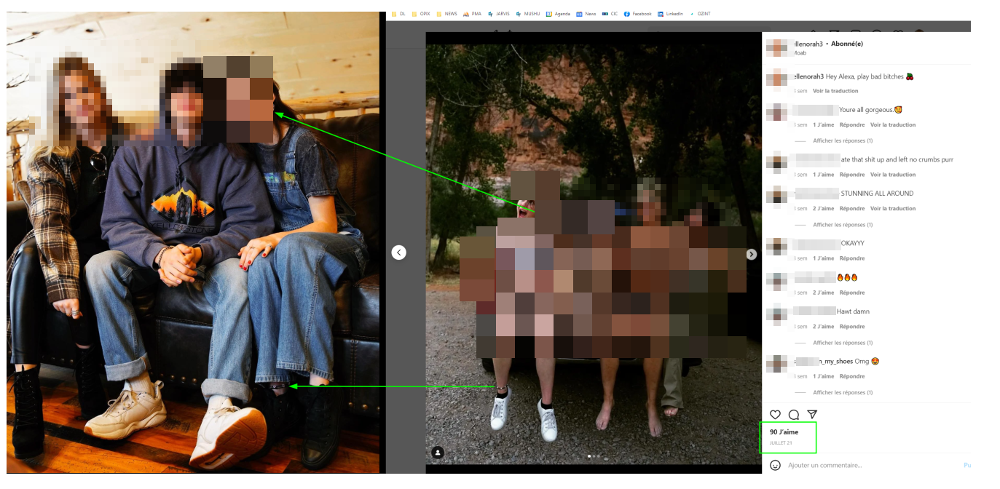 DL OPIX NEWS PMA JARVIS MUSHU Agenda News CIC Facebook LinkedIn OZINT
YELLOWSTONE
llenorah3 • Abonné(e)
Moab
ellenorah3 Hey Alexa, play bad bitches 🍒
sem Voir la traduction
Youre all gorgeous.🥰
sem 1 J'aime Répondre Voir la traduction
Afficher les réponses (1)
ate that shit up and left no crumbs purr
sem 1 J'aime Répondre Voir la traduction
STUNNING ALL AROUND
sem 2 J'aime Répondre Voir la traduction
Afficher les réponses (1)
OKAYYY
sem 1 J'aime Répondre
🔥🔥🔥
sem 2 J'aime Répondre
Hawt damn
sem 2 J'aime Répondre
Afficher les réponses (1)
n_my_shoes Omg 😍
sem 1 J'aime Répondre
Afficher les réponses (1)
90 J'aime
JUILLET 21
Ajouter un commentaire...
Pu